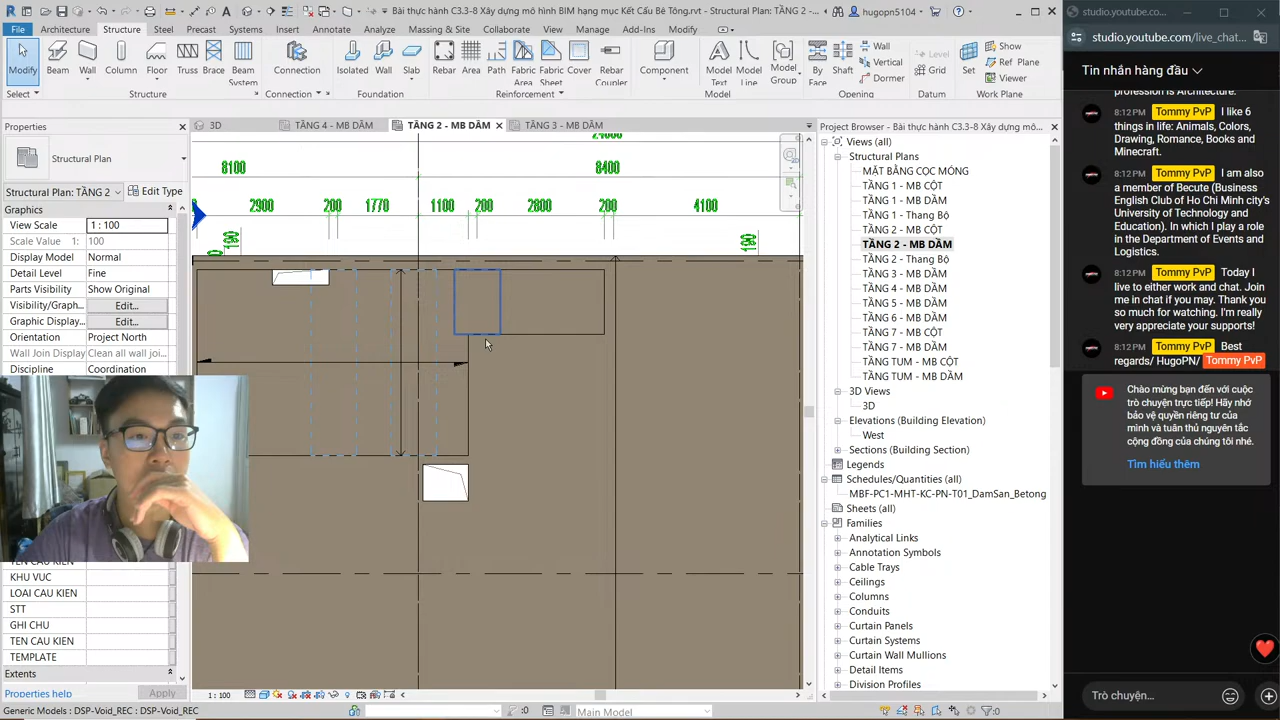 Bài thực hành C3.3-8 Xây dựng mô hình BIM hạng mục Kết Cấu Bê Tông.rvt - Structural Plan: TẦNG 2 -...
hugopn5104
File Architecture Structure Steel Precast Systems Insert Annotate Analyze Massing & Site Collaborate View Manage Add-Ins Modify
Modify Beam Wall Column Floor Truss Brace Connection Isolated Wall Slab Rebar Area Path Fabric Area Fabric Sheet Cover Rebar Coupler Component Model Text Model Line Model Group By Face Shaft Wall Vertical Dormer Level Grid Set Show Ref Plane Viewer
Select Structure Connection Foundation Reinforcement Model Opening Datum Work Plane
Properties
Structural Plan
Structural Plan: TẦNG 2
Edit Type
Graphics
View Scale 1 : 100
Scale Value 1: 100
Display Model Normal
Detail Level Fine
Parts Visibility Show Original
Visibility/Graph... Edit...
Graphic Display... Edit...
Orientation Project North
Wall Join Display Clean all wall joi...
Discipline Coordination
KHU VUC
LOAI CAU KIEN
STT
GHI CHU
TEN CAU KIEN
TEMPLATE
Extents
Properties help Apply
3D TẦNG 4 - MB DẦM TẦNG 2 - MB DẦM TẦNG 3 - MB DẦM
8100 8400
2900 200 1770 1100 200 2800 200 4100
190 190
1 : 100
Project Browser - Bài thực hành C3.3-8 Xây dựng mô...
Views (all)
Structural Plans
MẶT BẰNG CỌC MÓNG
TẦNG 1 - MB CỘT
TẦNG 1 - MB DẦM
TẦNG 1 - Thang Bộ
TẦNG 2 - MB CỘT
TẦNG 2 - MB DẦM
TẦNG 2 - Thang Bộ
TẦNG 3 - MB DẦM
TẦNG 4 - MB DẦM
TẦNG 5 - MB DẦM
TẦNG 6 - MB DẦM
TẦNG 7 - MB CỘT
TẦNG 7 - MB DẦM
TẦNG TUM - MB CỘT
TẦNG TUM - MB DẦM
3D Views
3D
Elevations (Building Elevation)
West
Sections (Building Section)
Legends
Schedules/Quantities (all)
MBF-PC1-MHT-KC-PN-T01_DamSan_Betong
Sheets (all)
Families
Analytical Links
Annotation Symbols
Cable Trays
Ceilings
Columns
Conduits
Curtain Panels
Curtain Systems
Curtain Wall Mullions
Detail Items
Division Profiles
Generic Models: DSP-Void_REC : DSP-Void_REC
:0
Main Model
:0
studio.youtube.co...
studio.youtube.com/live_chat...
Tin nhắn hàng đầu
profession is Architecture.
8:12 PM Tommy PvP I like 6
things in life: Animals, Colors,
Drawing, Romance, Books and
Minecraft.
8:12 PM Tommy PvP I am also
a member of Becute (Business
English Club of Ho Chi Minh city's
University of Technology and
Education). In which I play a role
in the Department of Events and
Logistics.
8:12 PM Tommy PvP Today I
live to either work and chat. Join
me in chat if you may. Thank you
so much for watching. I'm really
very appreciate your supports!
8:12 PM Tommy PvP Best
regards/ HugoPN/ Tommy PvP
Chào mừng bạn đến với cuộc
trò chuyện trực tiếp! Hãy nhớ
bảo vệ quyền riêng tư của
mình và tuân thủ nguyên tắc
cộng đồng của chúng tôi nhé.
Tìm hiểu thêm
Trò chuyện...